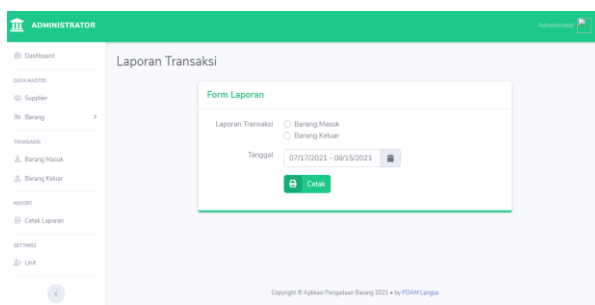 ADMINISTRATOR
Administrator
Dashboard
DATA MASTER
Supplier
Barang
TRANSAKSI
Barang Masuk
Barang Keluar
REPORT
Cetak Laporan
SETTINGS
Unit
Laporan Transaksi
Form Laporan
Laporan Transaksi
Barang Masuk
Barang Keluar
Tanggal
07/17/2021 - 08/15/2021
Cetak
Copyright © Aplikasi Pengadaan Barang 2021 • by PDAM Langsa